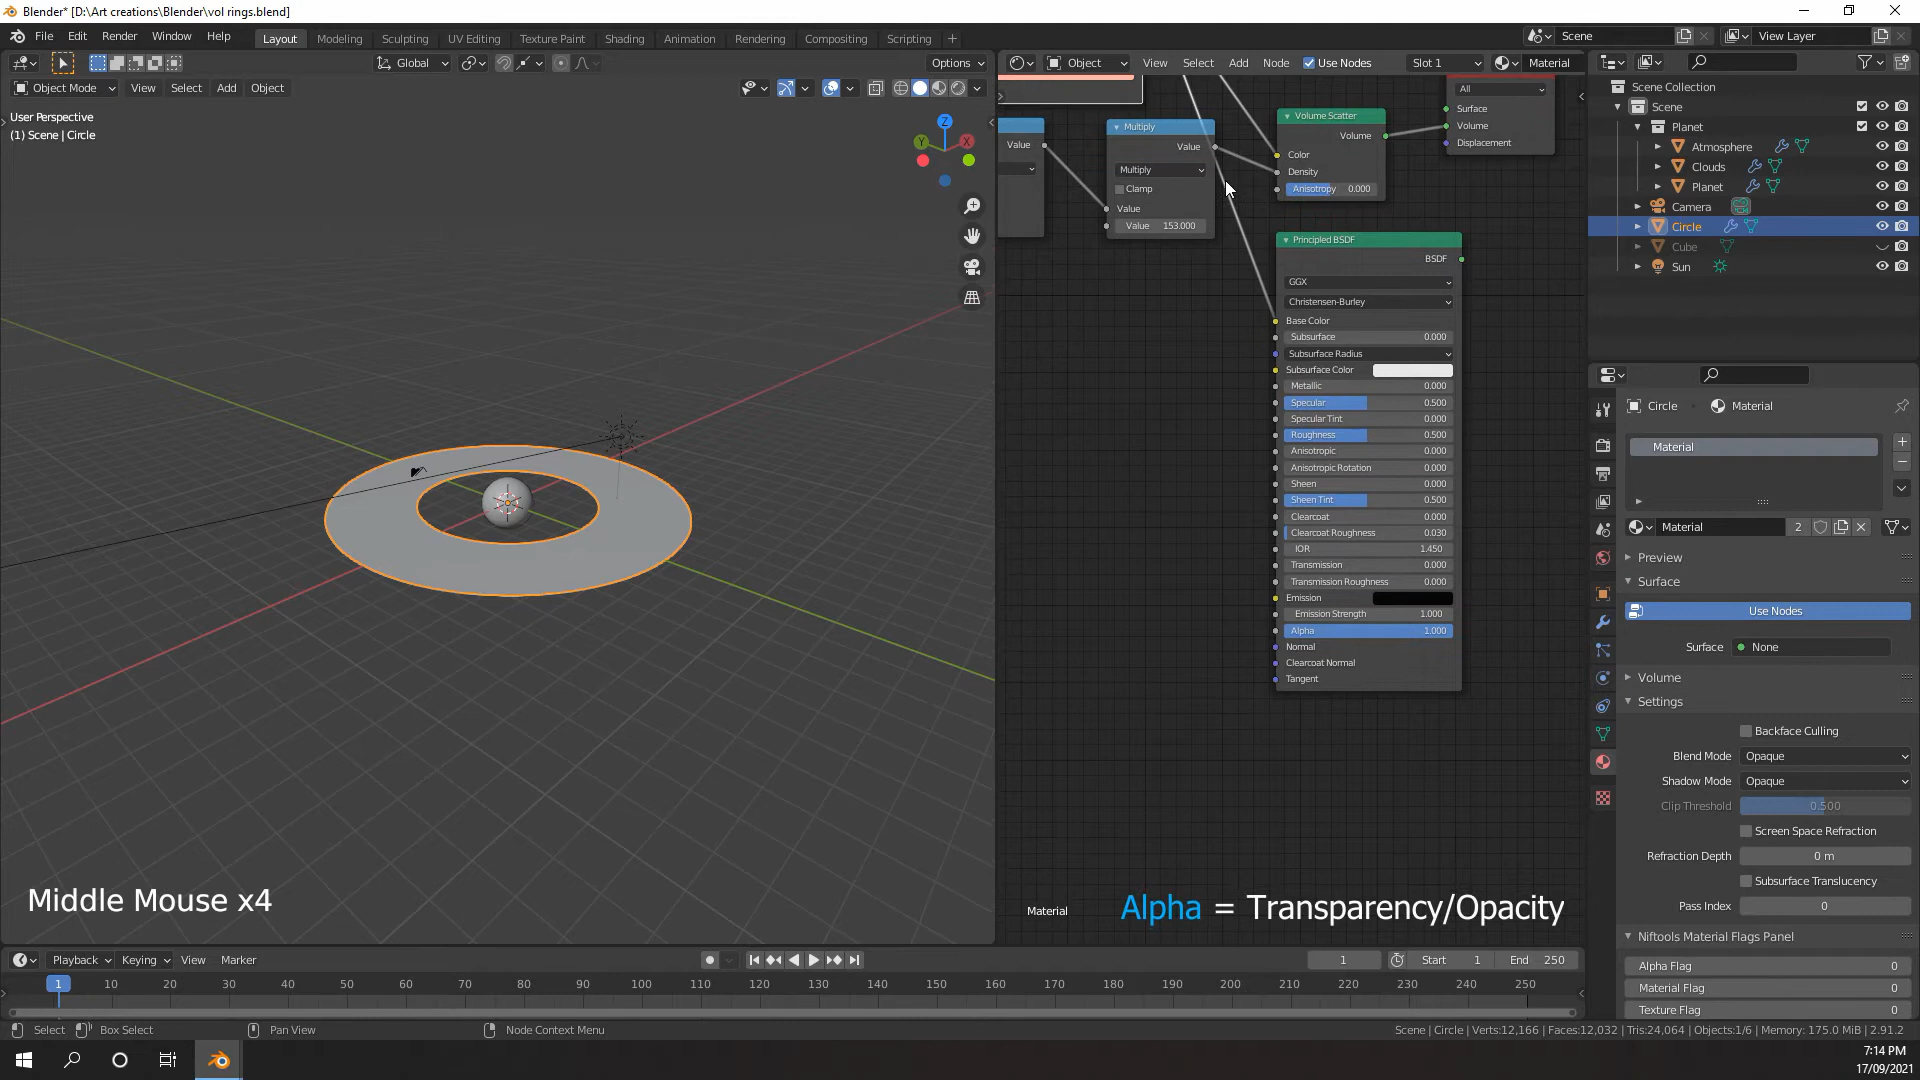 Blender* [D:\Art creations\Blender\vol rings.blend]
File Edit Render Window Help
Layout Modeling Sculpting UV Editing Texture Paint Shading Animation Rendering Compositing Scripting +
Scene
View Layer
Global
Options
Object
View Select Add Node
Use Nodes
Slot 1
Material
Object Mode
View Select Add Object
User Perspective
(1) Scene | Circle
Z
Y
X
Value
Multiply
Value
Multiply
Clamp
Value
Value 153.000
Volume Scatter
Volume
Color
Density
Anisotropy 0.000
All
Surface
Volume
Displacement
Principled BSDF
BSDF
GGX
Christensen-Burley
Base Color
Subsurface 0.000
Subsurface Radius
Subsurface Color
Metallic 0.000
Specular 0.500
Specular Tint 0.000
Roughness 0.500
Anisotropic 0.000
Anisotropic Rotation 0.000
Sheen 0.000
Sheen Tint 0.500
Clearcoat 0.000
Clearcoat Roughness 0.030
IOR 1.450
Transmission 0.000
Transmission Roughness 0.000
Emission
Emission Strength 1.000
Alpha 1.000
Normal
Clearcoat Normal
Tangent
Middle Mouse x4
Material
Alpha = Transparency/Opacity
Scene Collection
Scene
Planet
Atmosphere
Clouds
Planet
Camera
Circle
Cube
Sun
Circle
Material
Material
Material 2
Preview
Surface
Use Nodes
Surface None
Volume
Settings
Backface Culling
Blend Mode Opaque
Shadow Mode Opaque
Clip Threshold 0.500
Screen Space Refraction
Refraction Depth 0 m
Subsurface Translucency
Pass Index 0
Niftools Material Flags Panel
Alpha Flag 0
Material Flag 0
Texture Flag 0
Playback Keying View Marker
1
Start 1
End 250
1 10 20 30 40 50 60 70 80 90 100 110 120 130 140 150 160 170 180 190 200 210 220 230 240 250
Select
Box Select
Pan View
Node Context Menu
Scene | Circle | Verts:12,166 | Faces:12,032 | Tris:24,064 | Objects:1/6 | Memory: 175.0 MiB | 2.91.2
7:14 PM
17/09/2021